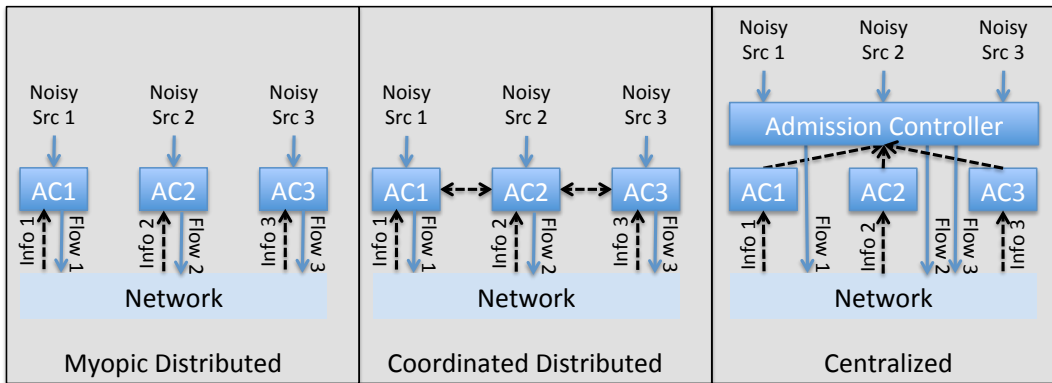 Noisy
Src 1
Noisy
Src 2
Noisy
Src 3
AC1
AC2
AC3
Info 1
Flow 1
Info 2
Flow 2
Info 3
Flow 3
Network
Myopic Distributed
Noisy
Src 1
Noisy
Src 2
Noisy
Src 3
AC1
AC2
AC3
Info 1
Flow 1
Info 2
Flow 2
Info 3
Flow 3
Network
Coordinated Distributed
Noisy
Src 1
Noisy
Src 2
Noisy
Src 3
Admission Controller
AC1
AC2
AC3
Info 1
Flow 1
Info 2
Flow 2
Flow 3
Info 3
Network
Centralized